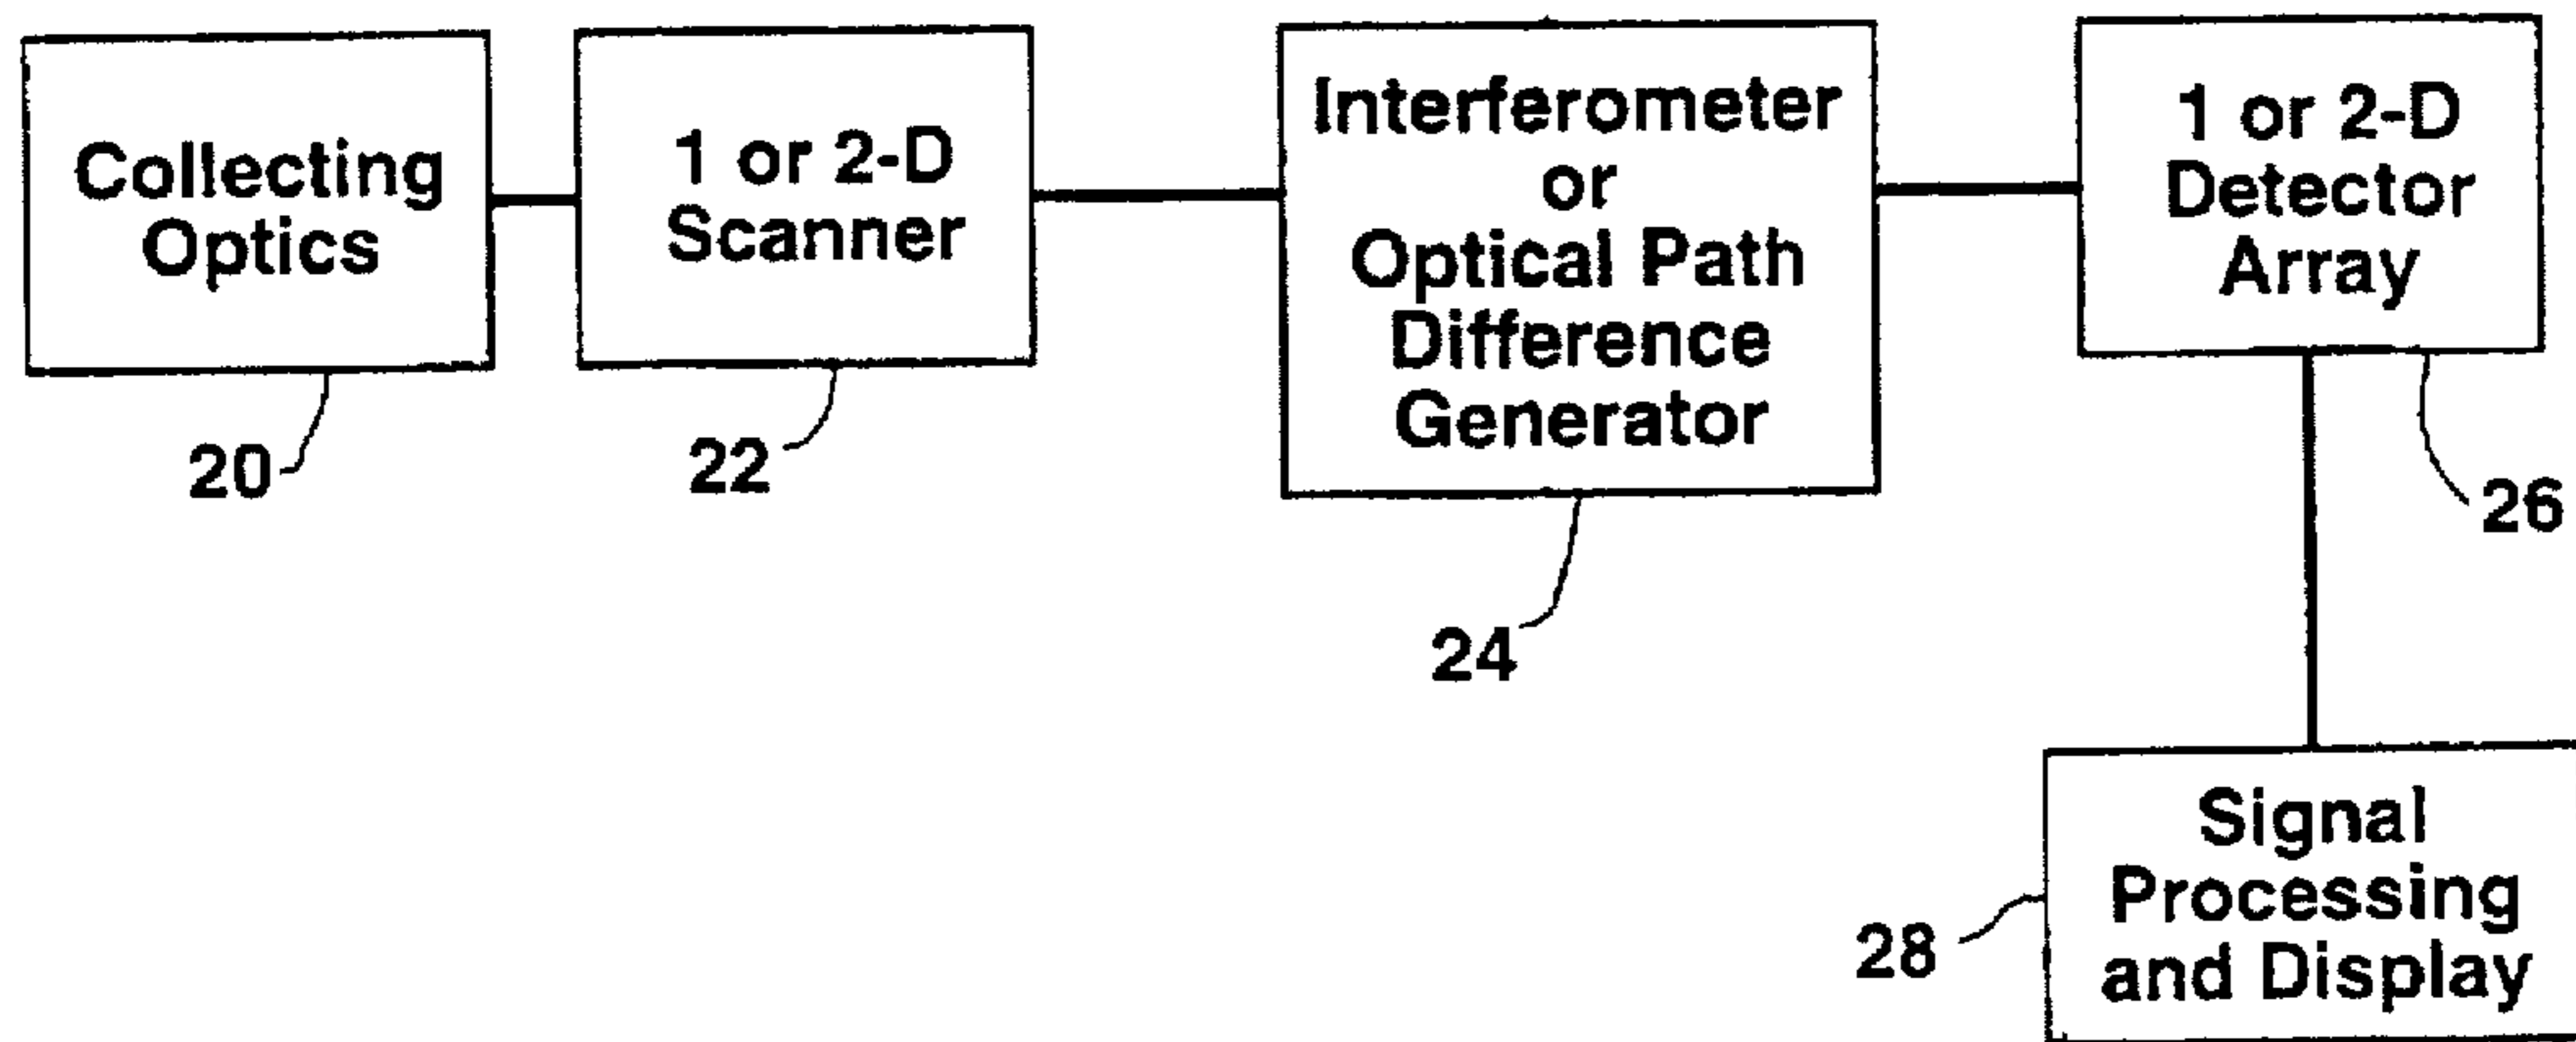 Collecting
Optics
20
1 or 2-D
Scanner
22
Interferometer
or
Optical Path
Difference
Generator
24
1 or 2-D
Detector
Array
26
Signal
Processing
and Display
28